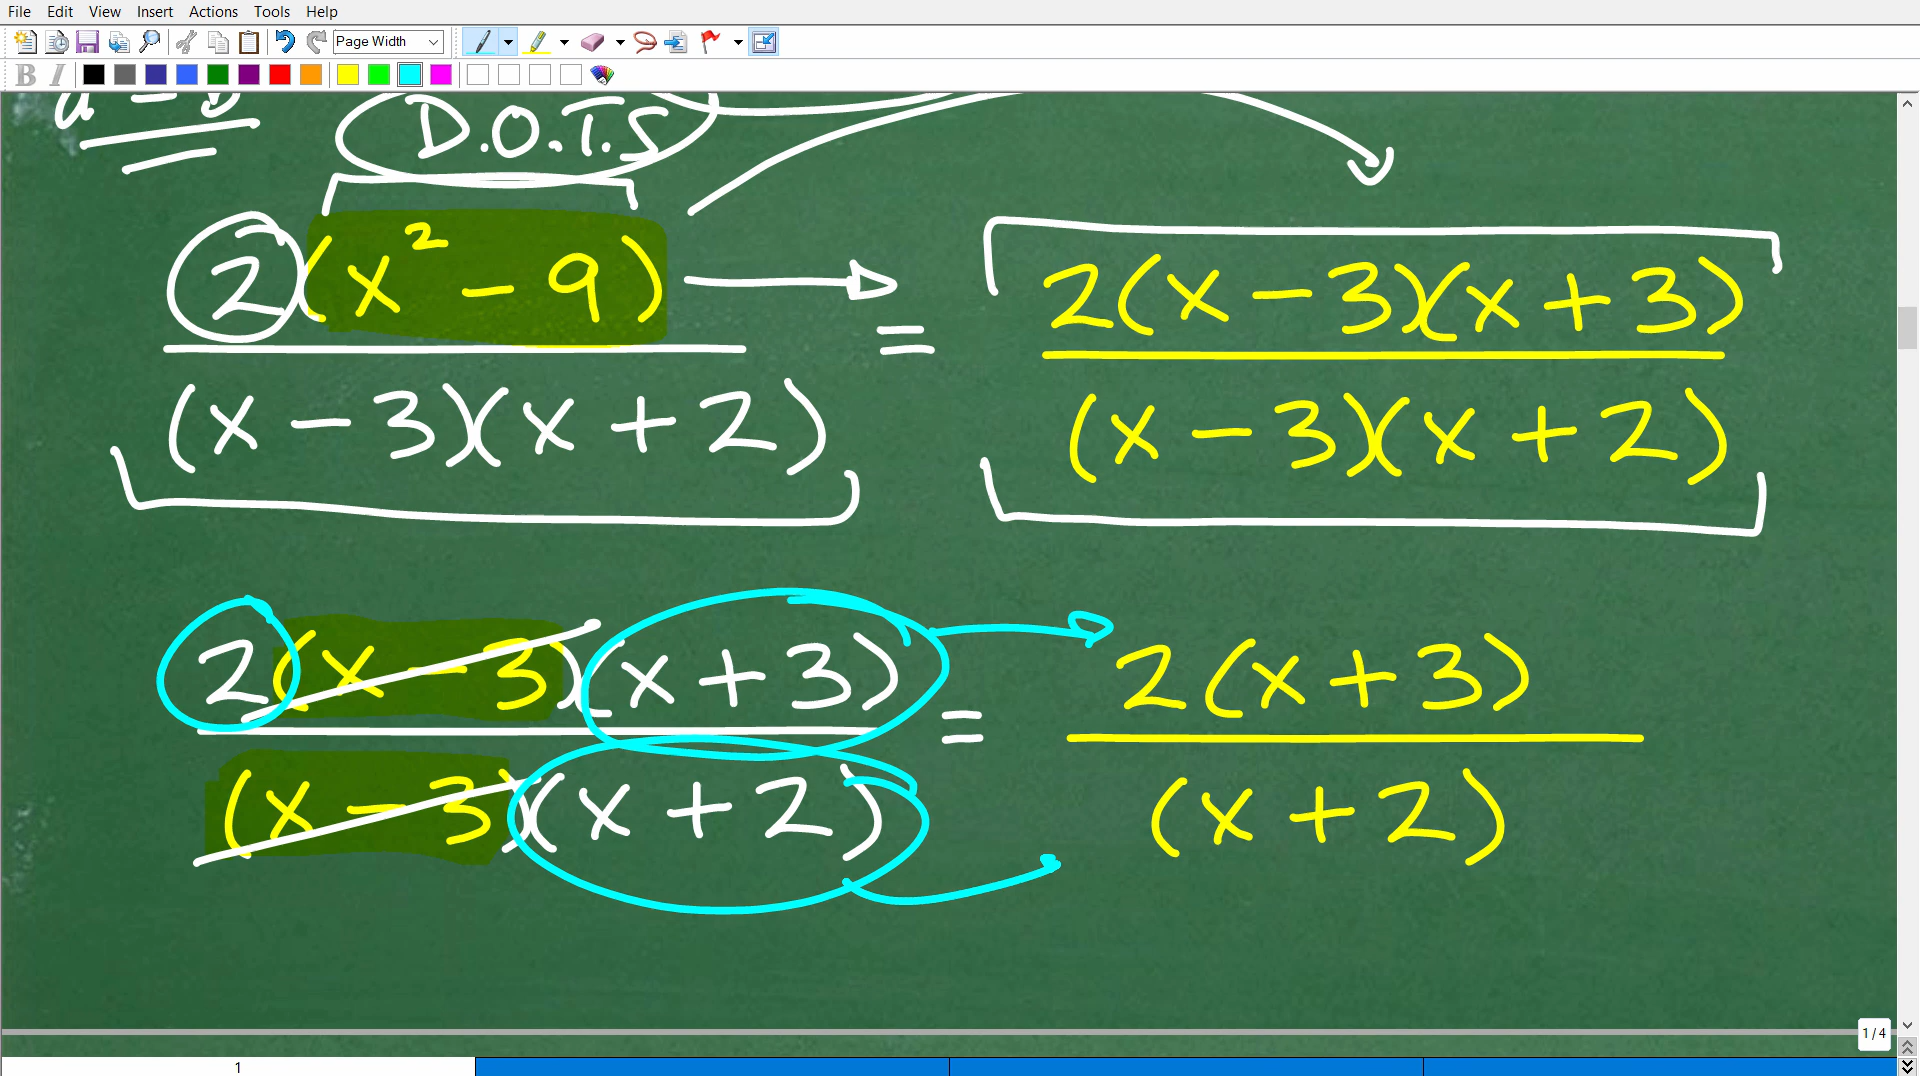 File Edit View Insert Actions Tools Help
Page Width
B I
D.O.T.S
2(x² - 9) = 2(x - 3)(x + 3)
(x - 3)(x + 2) (x - 3)(x + 2)
2(x - 3)(x + 3) = 2(x + 3)
(x - 3)(x + 2) (x + 2)
1 / 4
1